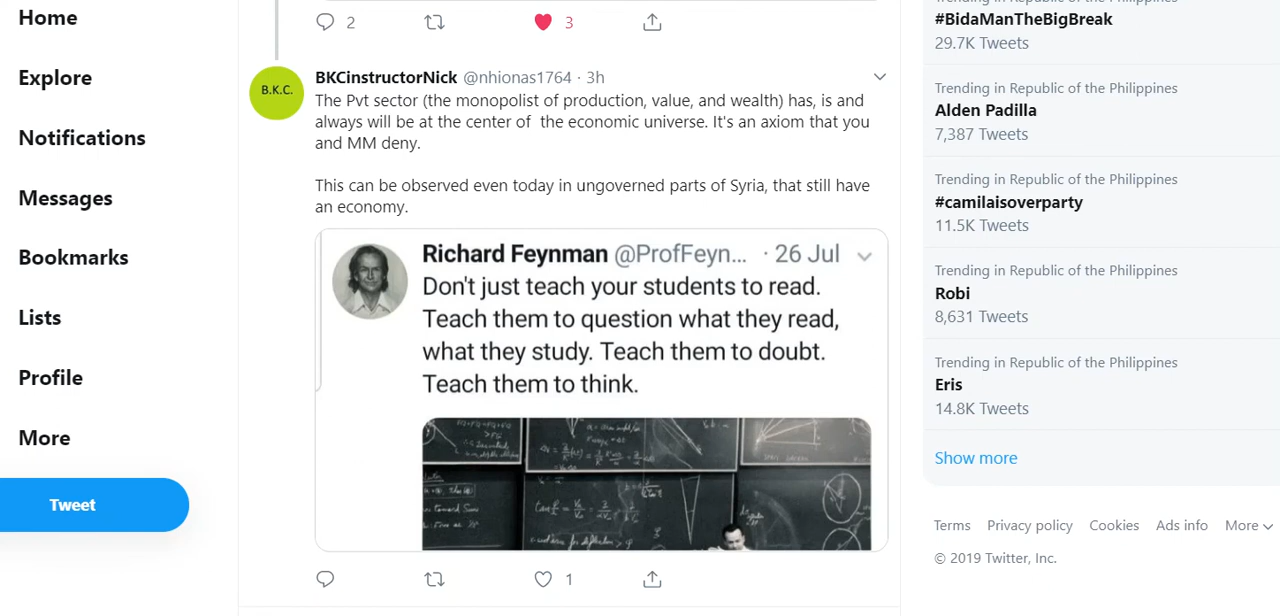 Home
Explore
Notifications
Messages
Bookmarks
Lists
Profile
More
Tweet
2
3
B.K.C.
BKCinstructorNick @nhionas1764 · 3h
The Pvt sector (the monopolist of production, value, and wealth) has, is and
always will be at the center of the economic universe. It's an axiom that you
and MM deny.
This can be observed even today in ungoverned parts of Syria, that still have
an economy.
Richard Feynman @ProfFeyn... · 26 Jul
Don't just teach your students to read.
Teach them to question what they read,
what they study. Teach them to doubt.
Teach them to think.
1
#BidaManTheBigBreak
29.7K Tweets
Trending in Republic of the Philippines
Alden Padilla
7,387 Tweets
Trending in Republic of the Philippines
#camilaisoverparty
11.5K Tweets
Trending in Republic of the Philippines
Robi
8,631 Tweets
Trending in Republic of the Philippines
Eris
14.8K Tweets
Show more
Terms Privacy policy Cookies Ads info More
© 2019 Twitter, Inc.